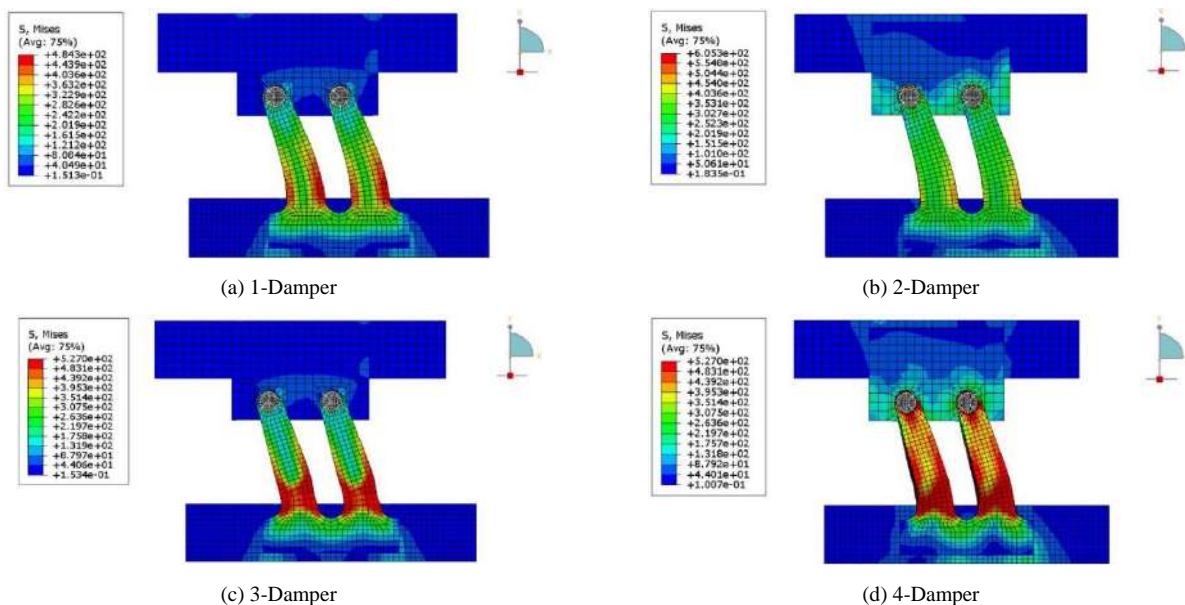 S, Mises
(Avg: 75%)
+4.843e+02
+4.439e+02
+4.036e+02
+3.632e+02
+3.229e+02
+2.826e+02
+2.422e+02
+2.019e+02
+1.615e+02
+1.212e+02
+8.084e+01
+4.049e+01
+1.513e-01
(a) 1-Damper
S, Mises
(Avg: 75%)
+6.053e+02
+5.548e+02
+5.044e+02
+4.540e+02
+4.036e+02
+3.531e+02
+3.027e+02
+2.523e+02
+2.019e+02
+1.515e+02
+1.010e+02
+5.061e+01
+1.835e-01
(b) 2-Damper
S, Mises
(Avg: 75%)
+5.270e+02
+4.831e+02
+4.392e+02
+3.953e+02
+3.514e+02
+3.075e+02
+2.636e+02
+2.197e+02
+1.758e+02
+1.319e+02
+8.797e+01
+4.406e+01
+1.534e-01
(c) 3-Damper
S, Mises
(Avg: 75%)
+5.270e+02
+4.831e+02
+4.392e+02
+3.953e+02
+3.514e+02
+3.075e+02
+2.636e+02
+2.197e+02
+1.757e+02
+1.318e+02
+8.792e+01
+4.401e+01
+1.007e-01
(d) 4-Damper